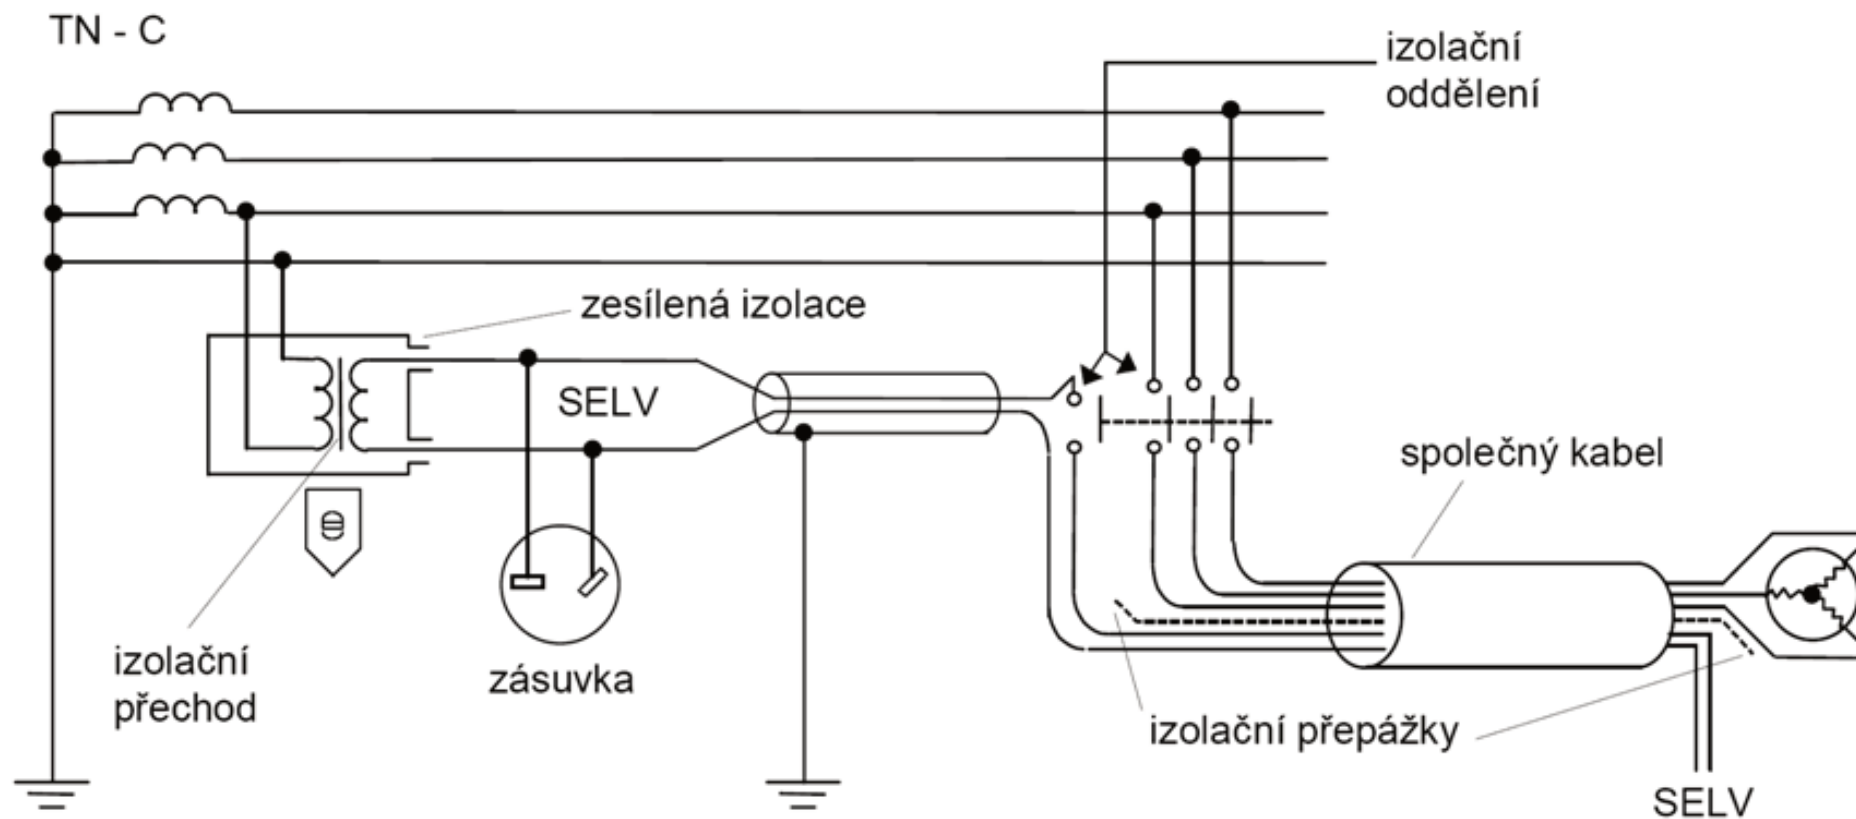 TN - C
izolační
oddělení
zesílená izolace
SELV
společný kabel
izolační
přechod
zásuvka
izolační přepážky
SELV